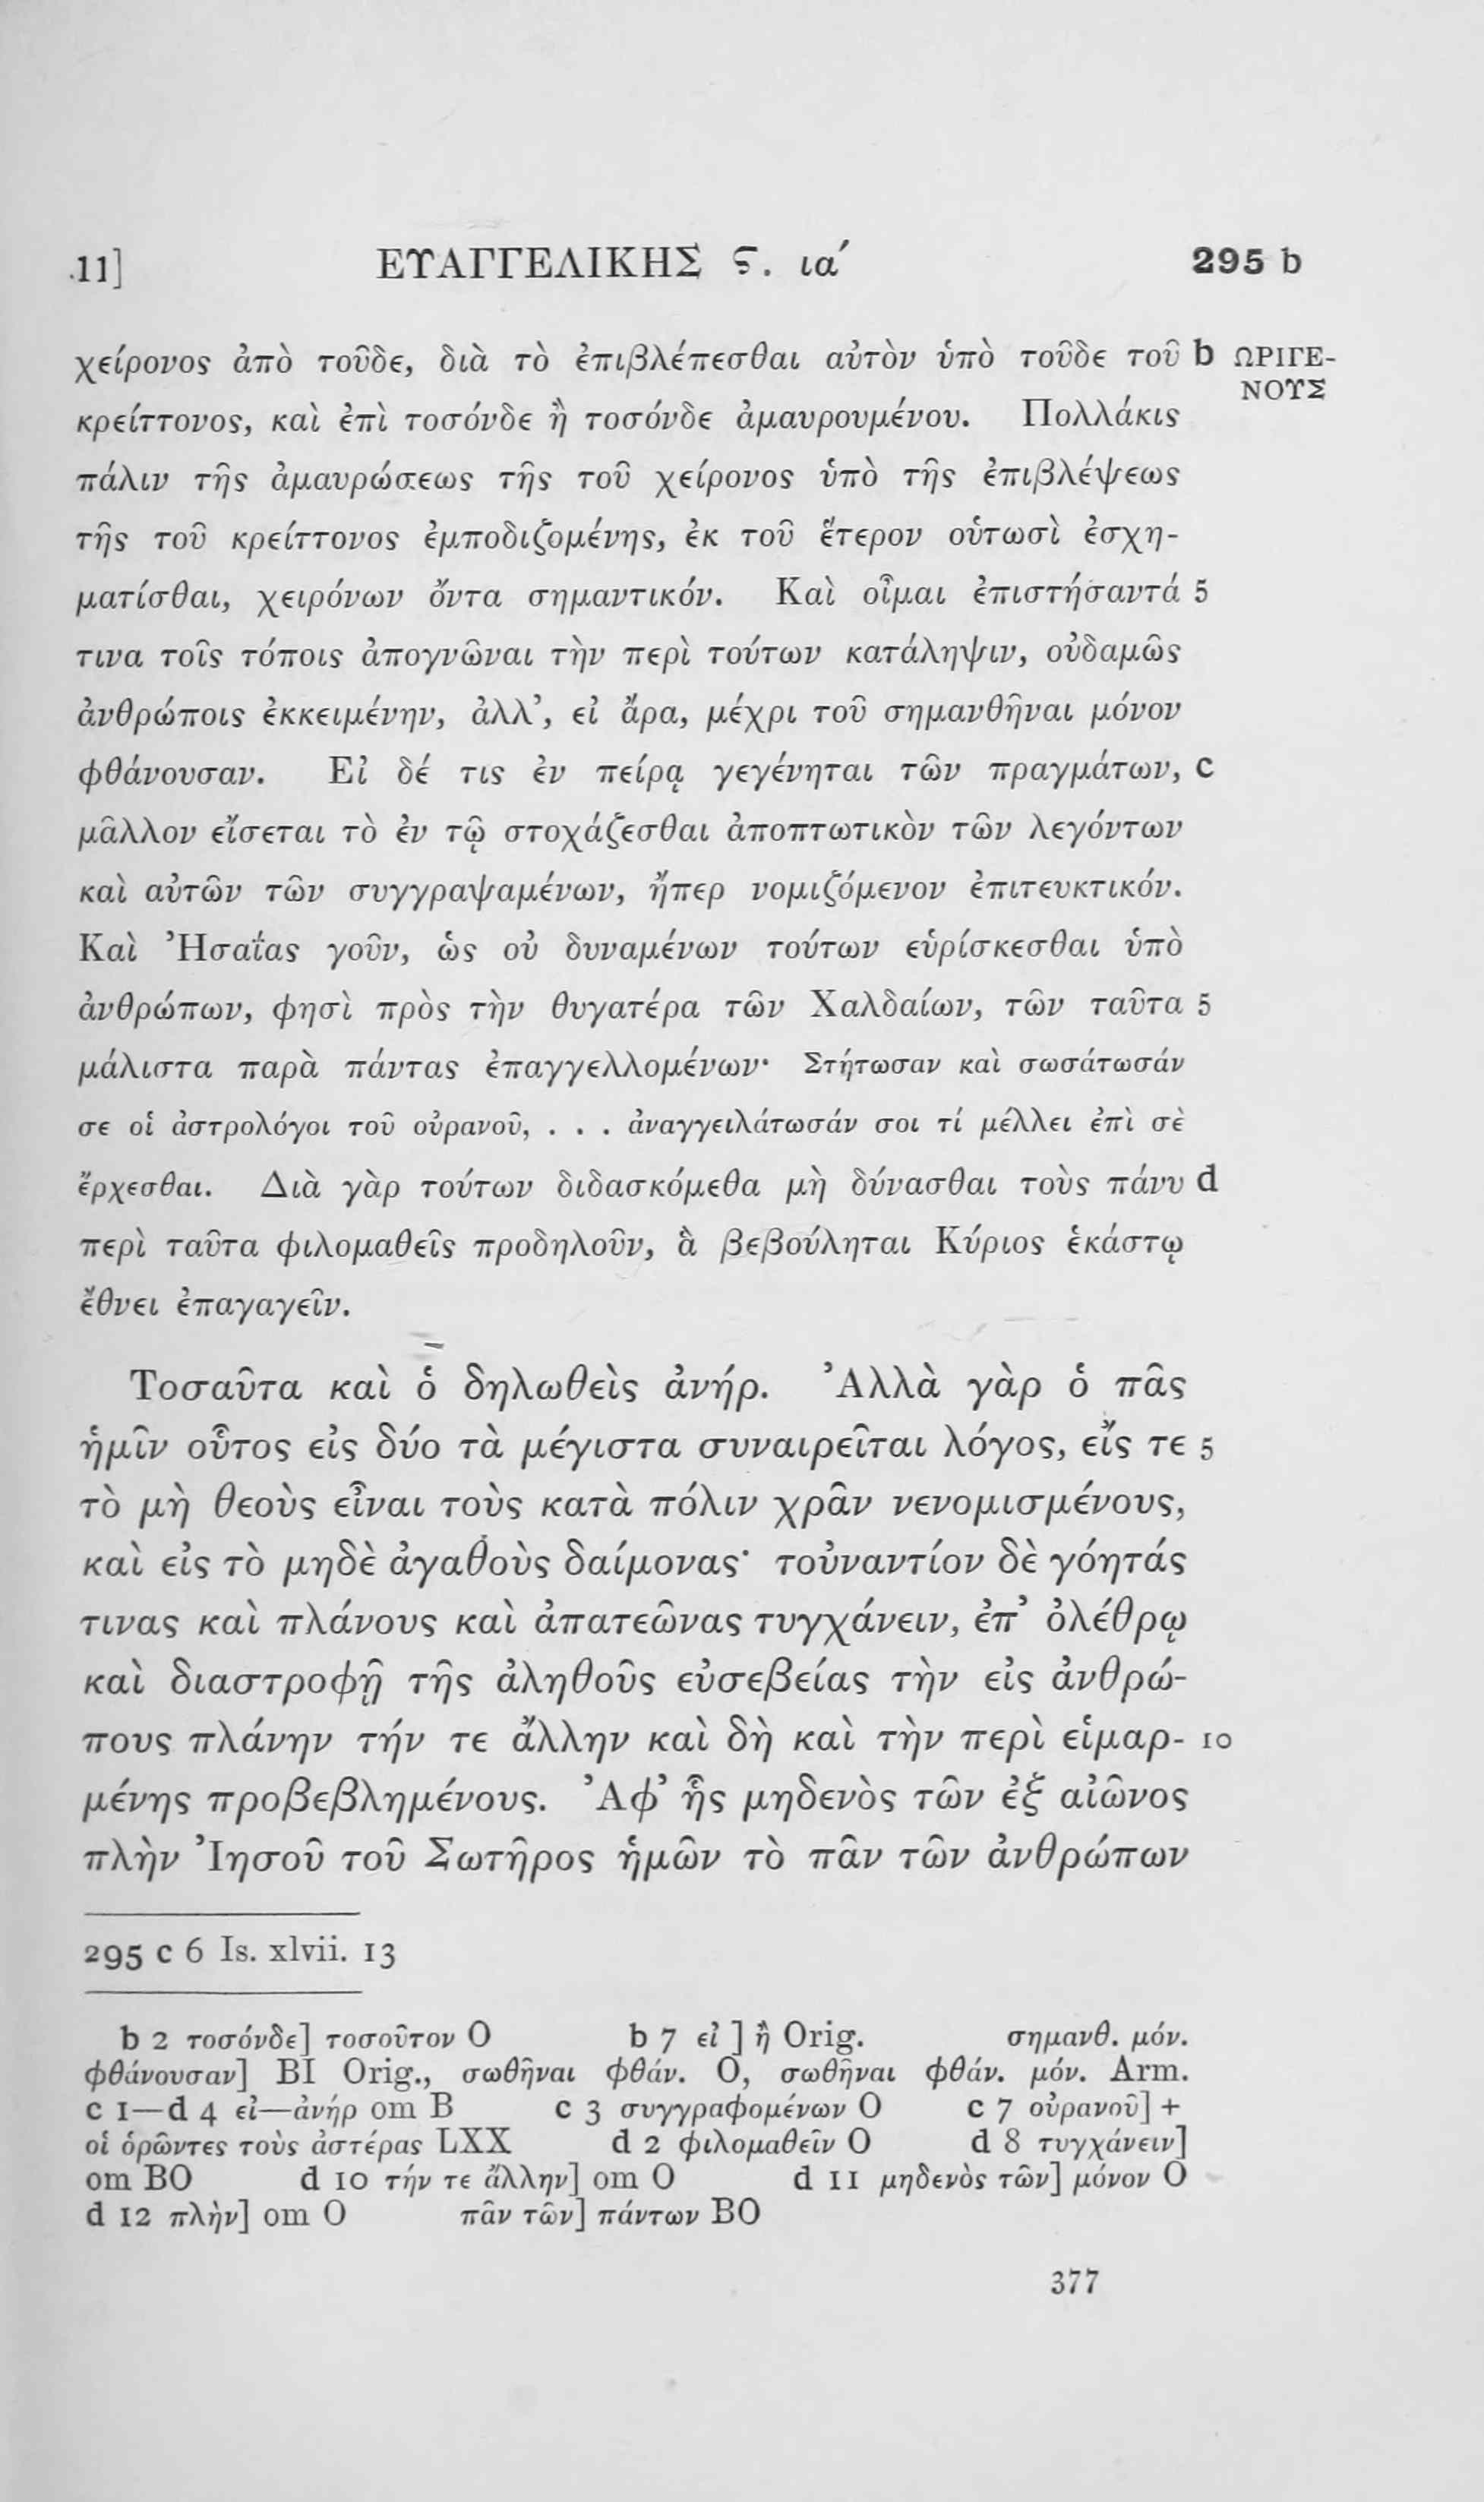 11] ΕΥΑΓΓΕΛΙΚΗΣ ϛ. ια΄ 295 b
χείρονος ἀπὸ τοῦδε, διὰ τὸ ἐπιβλέπεσθαι αὐτὸν ὑπὸ τοῦδε τοῦ b ΩΡΙΓΕ-
ΝΟΥΣ
κρείττονος, καὶ ἐπὶ τοσόνδε ἢ τοσόνδε ἀμαυρουμένου. Πολλάκις
πάλιν τῆς ἀμαυρώσεως τῆς τοῦ χείρονος ὑπὸ τῆς ἐπιβλέψεως
τῆς τοῦ κρείττονος ἐμποδιζομένης, ἐκ τοῦ ἕτερον οὑτωσὶ ἐσχη-
ματίσθαι, χειρόνων ὄντα σημαντικόν. Καὶ οἶμαι ἐπιστήσαντά 5
τινα τοῖς τόποις ἀπογνῶναι τὴν περὶ τούτων κατάληψιν, οὐδαμῶς
ἀνθρώποις ἐκκειμένην, ἀλλ᾽, εἰ ἄρα, μέχρι τοῦ σημανθῆναι μόνον
φθάνουσαν. Εἰ δέ τις ἐν πείρᾳ γεγένηται τῶν πραγμάτων, c
μᾶλλον εἴσεται τὸ ἐν τῷ στοχάζεσθαι ἀποπτωτικὸν τῶν λεγόντων
καὶ αὐτῶν τῶν συγγραψαμένων, ἤπερ νομιζόμενον ἐπιτευκτικόν.
Καὶ Ἠσαΐας γοῦν, ὡς οὐ δυναμένων τούτων εὑρίσκεσθαι ὑπὸ
ἀνθρώπων, φησὶ πρὸς τὴν θυγατέρα τῶν Χαλδαίων, τῶν ταῦτα 5
μάλιστα παρὰ πάντας ἐπαγγελλομένων· Στήτωσαν καὶ σωσάτωσάν
σε οἱ ἀστρολόγοι τοῦ οὐρανοῦ, . . . ἀναγγειλάτωσάν σοι τί μέλλει ἐπὶ σὲ
ἔρχεσθαι. Διὰ γὰρ τούτων διδασκόμεθα μὴ δύνασθαι τοὺς πάνυ d
περὶ ταῦτα φιλομαθεῖς προδηλοῦν, ἃ βεβούληται Κύριος ἑκάστῳ
ἔθνει ἐπαγαγεῖν.
Τοσαῦτα καὶ ὁ δηλωθεὶς ἀνήρ. Ἀλλὰ γὰρ ὁ πᾶς
ἡμῖν οὗτος εἰς δύο τὰ μέγιστα συναιρεῖται λόγος, εἴς τε 5
τὸ μὴ θεοὺς εἶναι τοὺς κατὰ πόλιν χρᾶν νενομισμένους,
καὶ εἰς τὸ μηδὲ ἀγαθοὺς δαίμονας· τοὐναντίον δὲ γόητάς
τινας καὶ πλάνους καὶ ἀπατεῶνας τυγχάνειν, ἐπ᾽ ὀλέθρῳ
καὶ διαστροφῇ τῆς ἀληθοῦς εὐσεβείας τὴν εἰς ἀνθρώ-
πους πλάνην τήν τε ἄλλην καὶ δὴ καὶ τὴν περὶ εἱμαρ- 10
μένης προβεβλημένους. Ἀφ᾽ ἧς μηδενὸς τῶν ἐξ αἰῶνος
πλὴν Ἰησοῦ τοῦ Σωτῆρος ἡμῶν τὸ πᾶν τῶν ἀνθρώπων
295 c 6 Is. xlvii. 13
b 2 τοσόνδε] τοσοῦτον O b 7 εἰ ] ἢ Orig. σημανθ. μόν.
φθάνουσαν] BI Orig., σωθῆναι φθάν. O, σωθῆναι φθάν. μόν. Arm.
c 1—d 4 εἰ—ἀνήρ om B c 3 συγγραφομένων O c 7 οὐρανοῦ] +
οἱ ὁρῶντες τοὺς ἀστέρας LXX d 2 φιλομαθεῖν O d 8 τυγχάνειν]
om BO d 10 τήν τε ἄλλην] om O d 11 μηδενὸς τῶν] μόνον O
d 12 πλὴν] om O πᾶν τῶν] πάντων BO
377